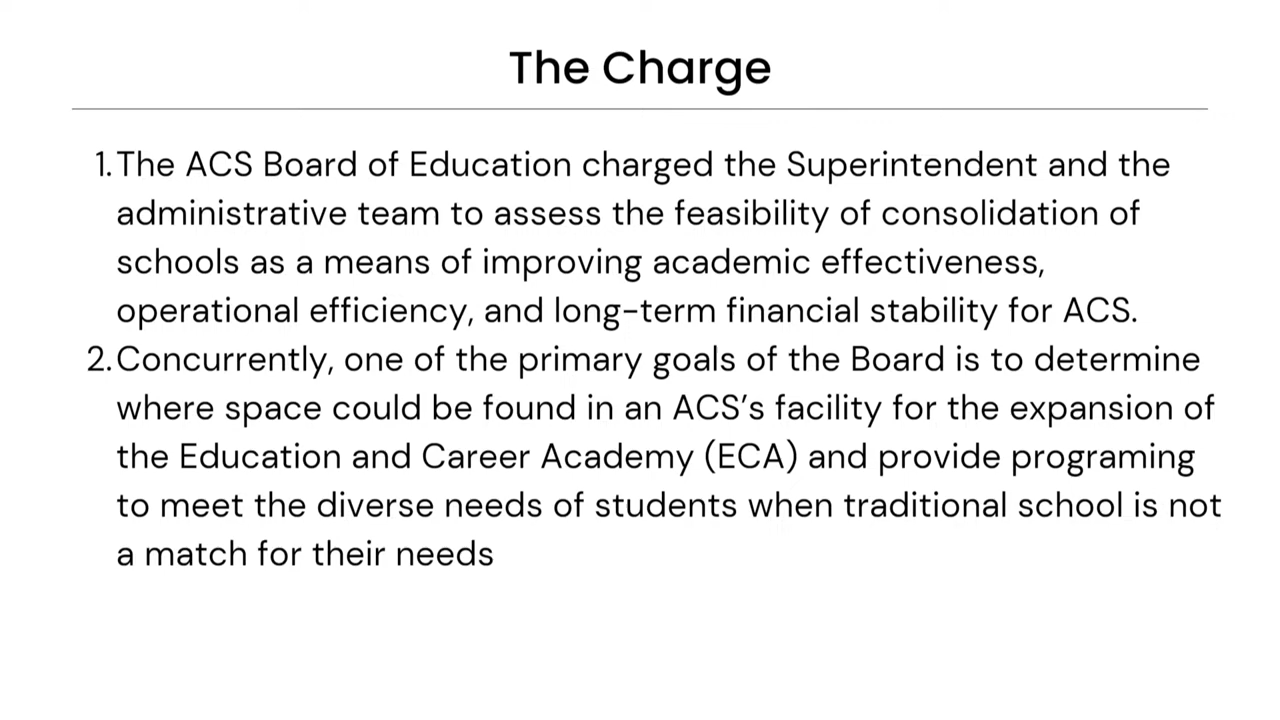 The Charge
1. The ACS Board of Education charged the Superintendent and the
administrative team to assess the feasibility of consolidation of
schools as a means of improving academic effectiveness,
operational efficiency, and long-term financial stability for ACS.
2. Concurrently, one of the primary goals of the Board is to determine
where space could be found in an ACS’s facility for the expansion of
the Education and Career Academy (ECA) and provide programing
to meet the diverse needs of students when traditional school is not
a match for their needs